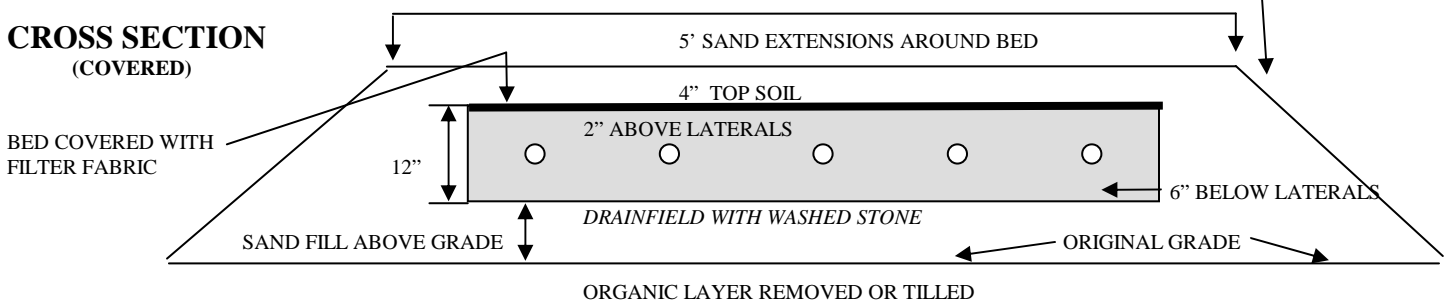 CROSS SECTION
(COVERED)
5’ SAND EXTENSIONS AROUND BED
4” TOP SOIL
BED COVERED WITH
FILTER FABRIC
2” ABOVE LATERALS
12”
6” BELOW LATERALS
DRAINFIELD WITH WASHED STONE
SAND FILL ABOVE GRADE
ORIGINAL GRADE
ORGANIC LAYER REMOVED OR TILLED